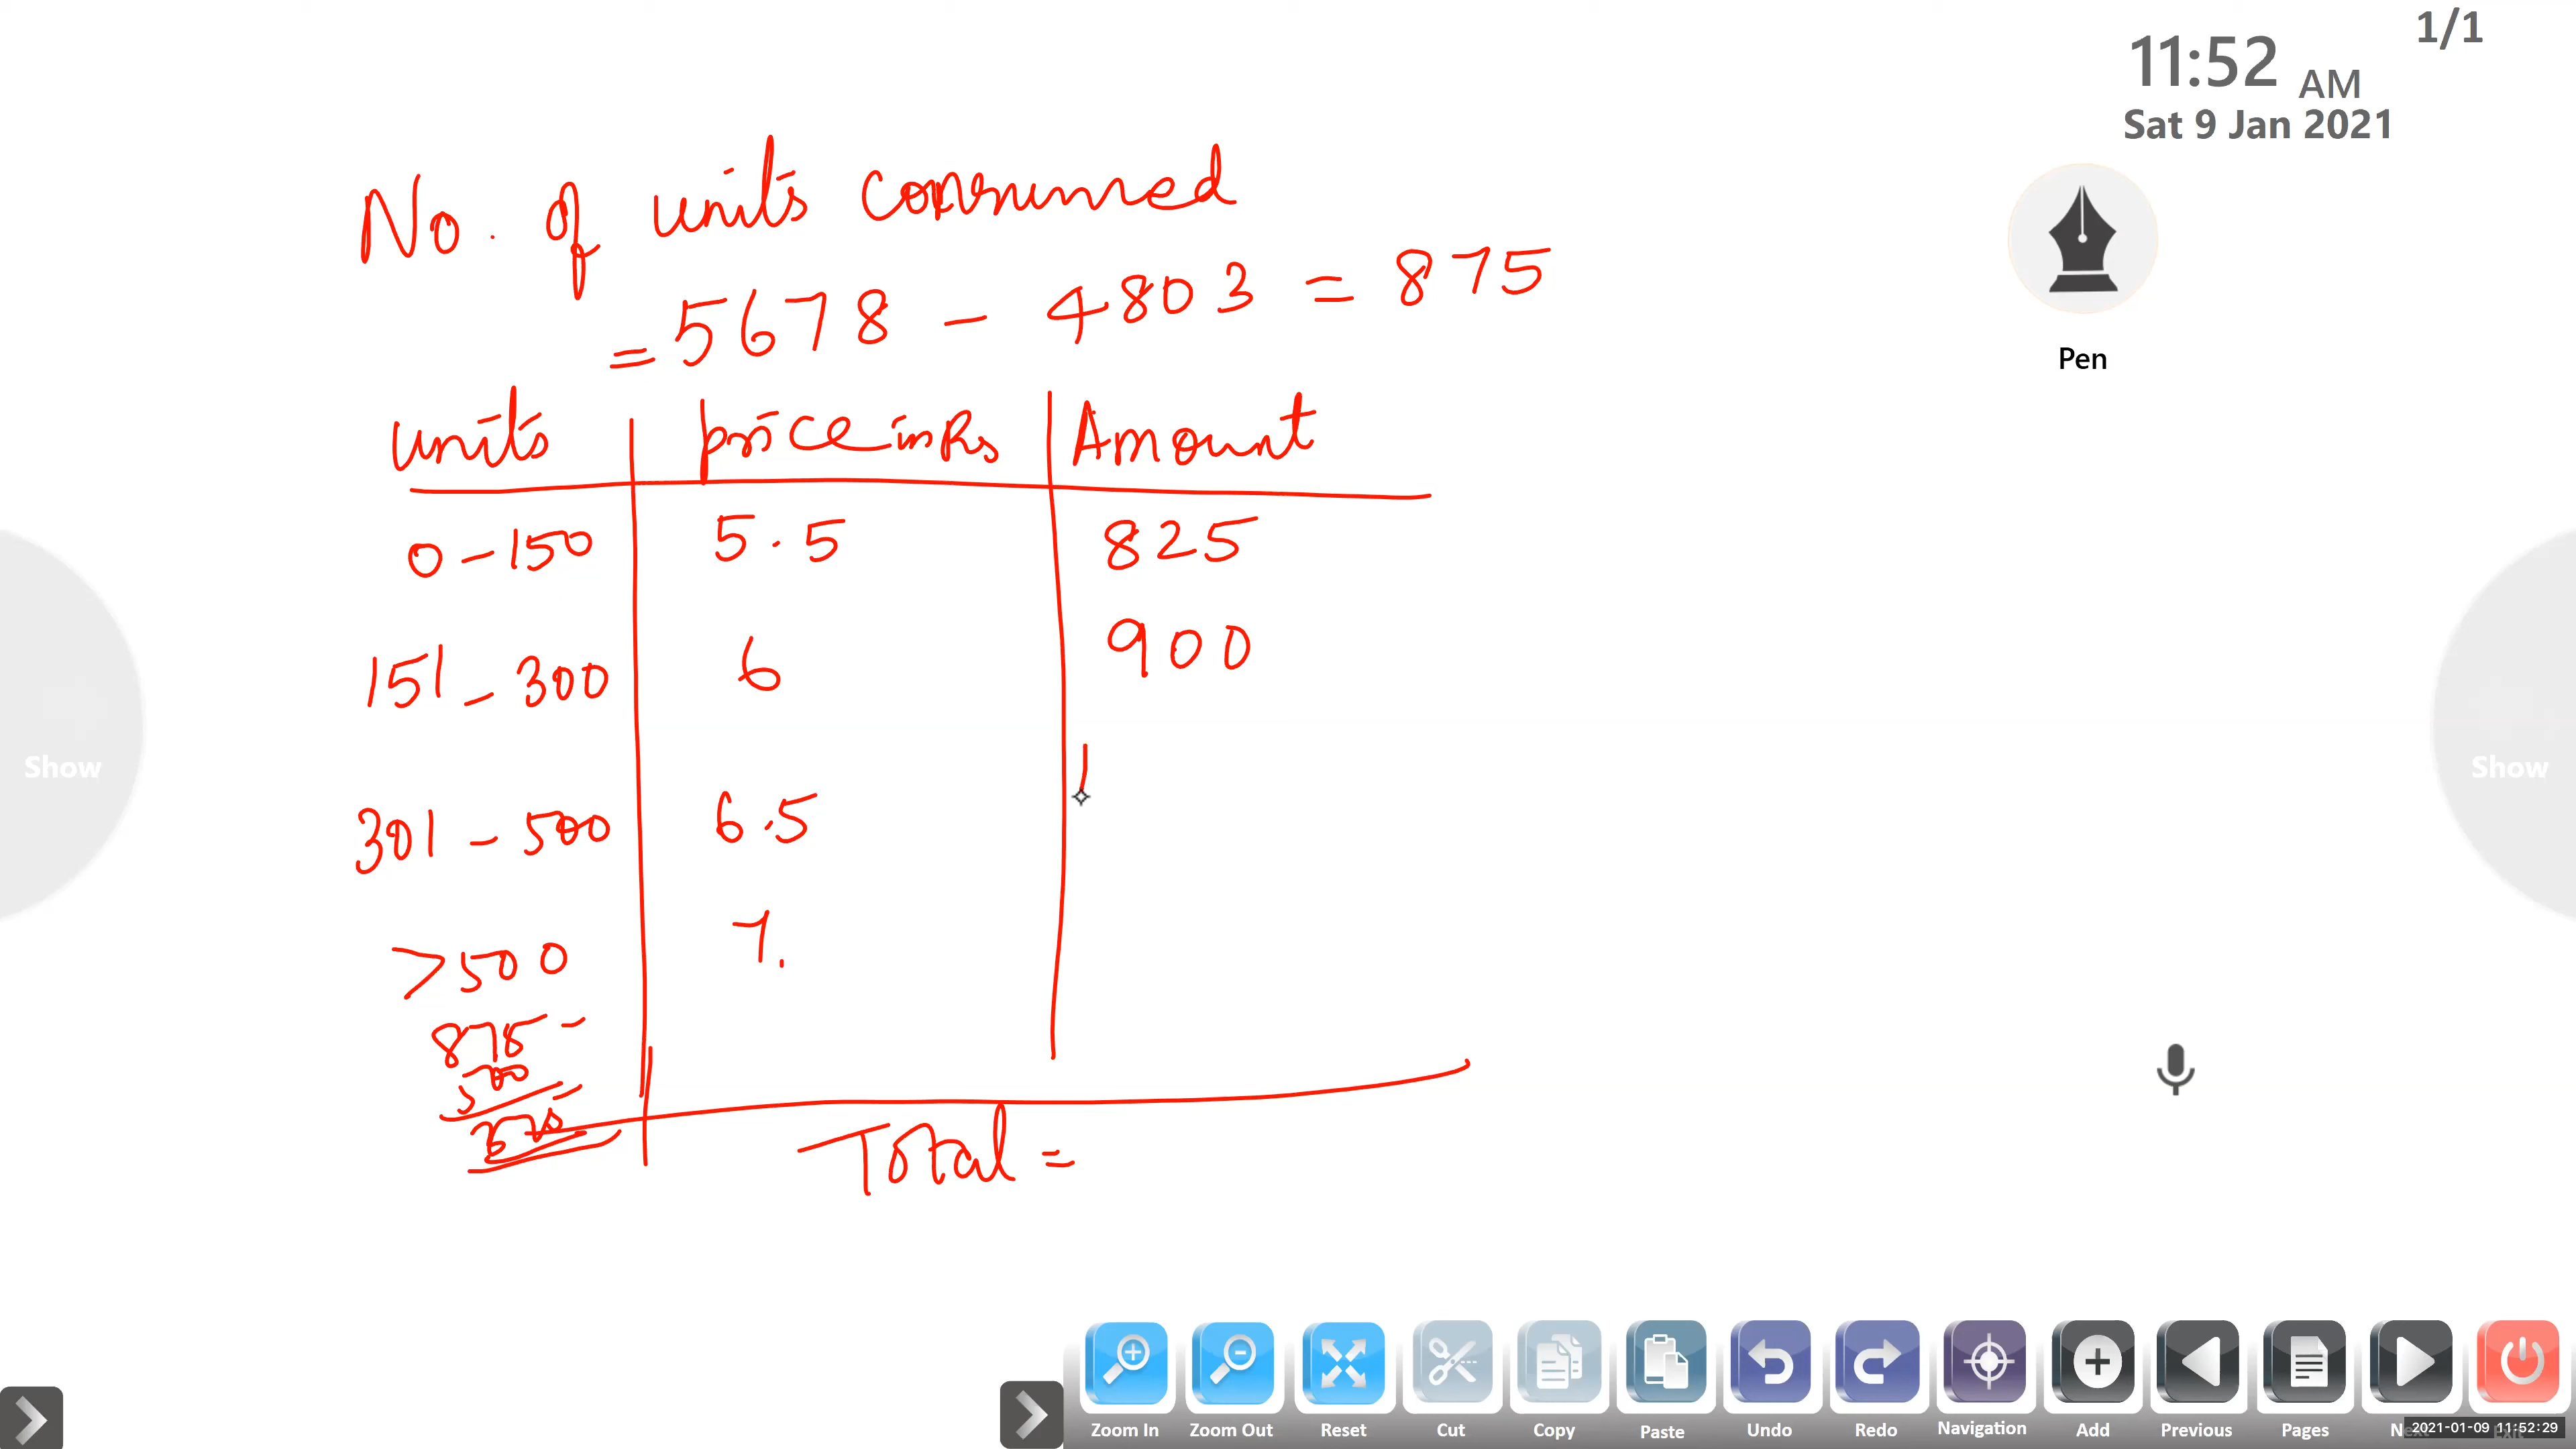 1/1
11:52 AM
Sat 9 Jan 2021
Pen
No. of units consumed
= 5678 - 4803 = 875
units price in Rs Amount
0-150 5.5 825
151-300 6 900
301-500 6.5 1
>500 7.
875-
500
=
375
Total =
Show
Show
Zoom In Zoom Out Reset Cut Copy Paste Undo Redo Navigation Add Previous Pages
2021-01-09 11:52:29